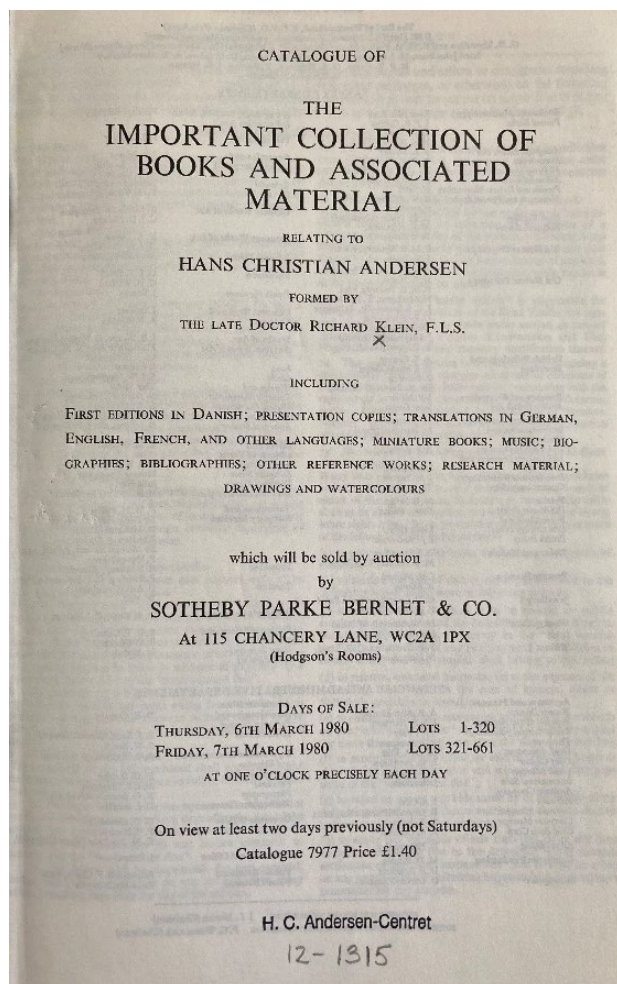 CATALOGUE OF
THE
IMPORTANT COLLECTION OF
BOOKS AND ASSOCIATED
MATERIAL
RELATING TO
HANS CHRISTIAN ANDERSEN
FORMED BY
THE LATE DOCTOR RICHARD KLEIN, F.L.S.
×
INCLUDING
FIRST EDITIONS IN DANISH; PRESENTATION COPIES; TRANSLATIONS IN GERMAN,
ENGLISH, FRENCH, AND OTHER LANGUAGES; MINIATURE BOOKS; MUSIC; BIO-
GRAPHIES; BIBLIOGRAPHIES; OTHER REFERENCE WORKS; RESEARCH MATERIAL;
DRAWINGS AND WATERCOLOURS
which will be sold by auction
by
SOTHEBY PARKE BERNET & CO.
At 115 CHANCERY LANE, WC2A 1PX
(Hodgson's Rooms)
DAYS OF SALE:
THURSDAY, 6TH MARCH 1980 LOTS 1-320
FRIDAY, 7TH MARCH 1980 LOTS 321-661
AT ONE O'CLOCK PRECISELY EACH DAY
On view at least two days previously (not Saturdays)
Catalogue 7977 Price £1.40
H. C. Andersen-Centret
12-1315